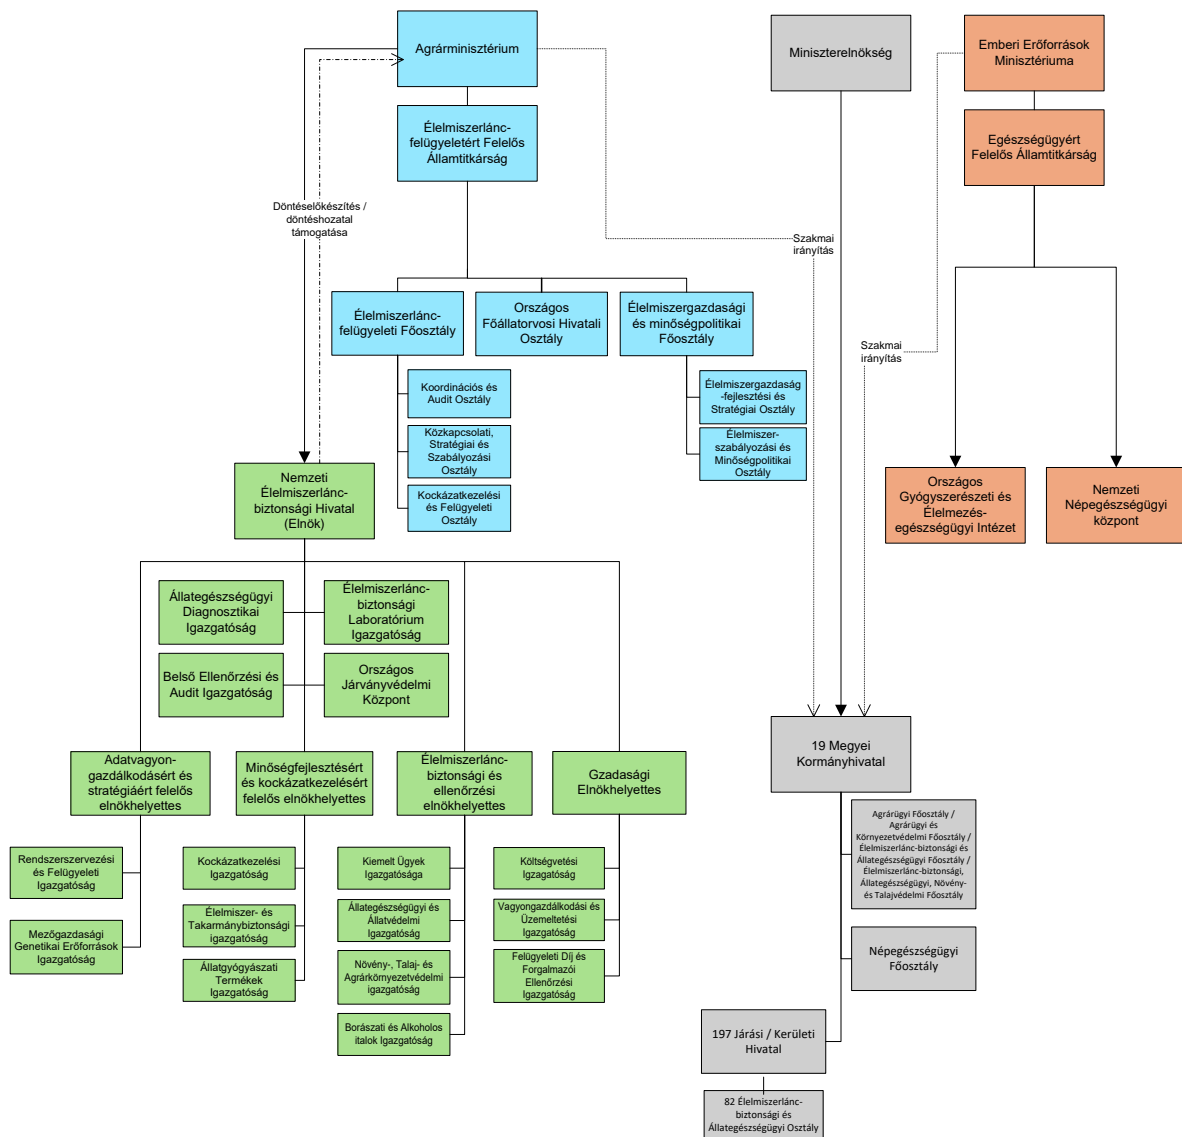 Agrárminisztérium
Miniszterelnökség
Emberi Erőforrások
Minisztériuma
Élelmiszerlánc-
felügyeletért Felelős
Államtitkárság
Egészségügyért
Felelős Államtitkárság
Döntéselőkészítés /
döntéshozatal
támogatása
Szakmai
irányítás
Szakmai
irányítás
Élelmiszerlánc-
felügyeleti Főosztály
Országos
Főállatorvosi Hivatali
Osztály
Élelmiszergazdasági
és minőségpolitikai
Főosztály
Koordinációs és
Audit Osztály
Közkapcsolati,
Stratégiai és
Szabályozási
Osztály
Kockázatkezelési
és Felügyeleti
Osztály
Élelmiszergazdaság
-fejlesztési és
Stratégiai Osztály
Élelmiszer-
szabályozási és
Minőségpolitikai
Osztály
Nemzeti
Élelmiszerlánc-
biztonsági Hivatal
(Elnök)
Országos
Gyógyszerészeti és
Élelmezés-
egészségügyi Intézet
Nemzeti
Népegészségügyi
központ
Állategészségügyi
Diagnosztikai
Igazgatóság
Élelmiszerlánc-
biztonsági
Laboratórium
Igazgatóság
Belső Ellenőrzési és
Audit Igazgatóság
Országos
Járványvédelmi
Központ
Adatvagyon-
gazdálkodásért és
stratégiáért felelős
elnökhelyettes
Minőségfejlesztésért
és kockázatkezelésért
felelős elnökhelyettes
Élelmiszerlánc-
biztonsági és
ellenőrzési
elnökhelyettes
Gzadasági
Elnökhelyettes
19 Megyei
Kormányhivatal
Rendszerszervezési
és Felügyeleti
Igazgatóság
Mezőgazdasági
Genetikai Erőforrások
Igazgatóság
Kockázatkezelési
Igazgatóság
Élelmiszer- és
Takarmánybiztonsági
igazgatóság
Állatgyógyászati
Termékek
Igazgatóság
Kiemelt Ügyek
Igazgatósága
Állategészségügyi és
Állatvédelmi
Igazgatóság
Növény-, Talaj- és
Agrárkörnyezetvédelmi
igazgatóság
Borászati és Alkoholos
italok Igazgatóság
Költségvetési
Igzagatóság
Vagyongazdálkodási és
Üzemeltetési
Igazgatóság
Felügyeleti Díj és
Forgalmazói
Ellenőrzési
Igazgatóság
Agrárügyi Főosztály /
Agrárügyi és
Környezetvédelmi Főosztály /
Élelmiszerlánc-biztonsági és
Állategészségügyi Főosztály /
Élelmiszerlánc-biztonsági,
Állategészségügyi, Növény-
és Talajvédelmi Főosztály
Népegészségügyi
Főosztály
197 Járási / Kerületi
Hivatal
82 Élelmiszerlánc-
biztonsági és
Állategészségügyi Osztály